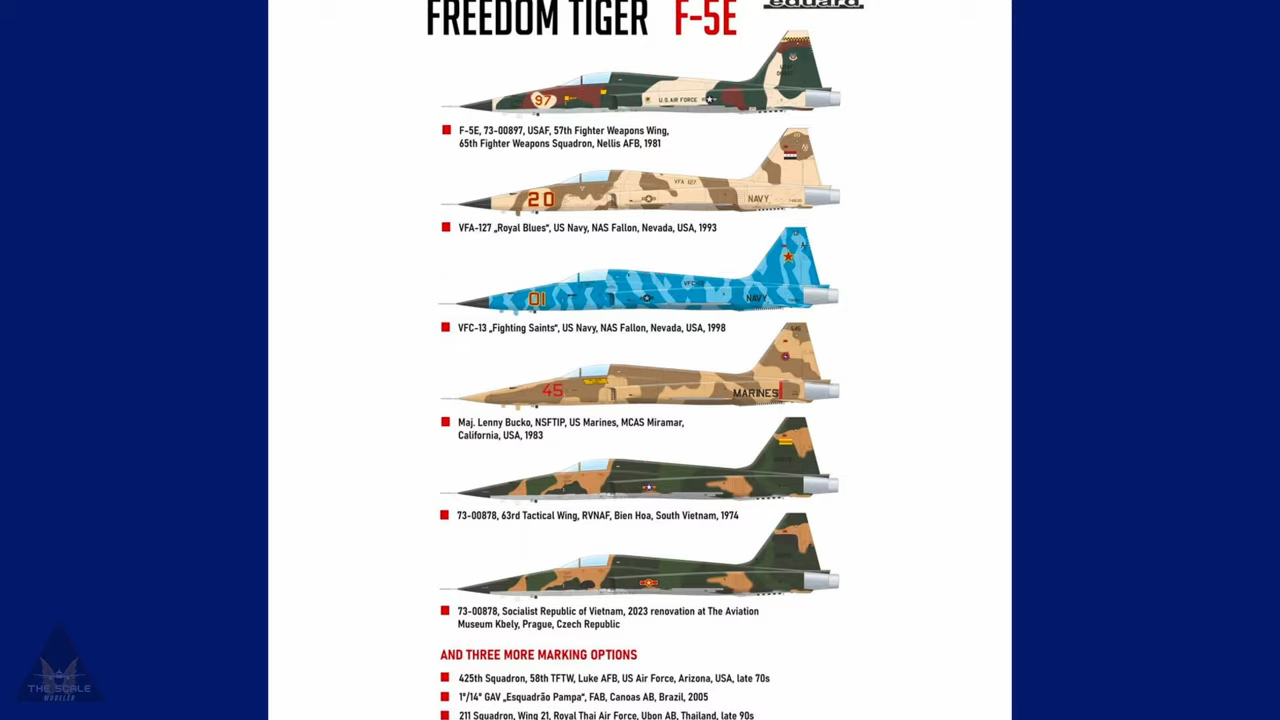 FREEDOM TIGER F-5E
eduard
97
U.S. AIR FORCE
F-5E, 73-00897, USAF, 57th Fighter Weapons Wing,
65th Fighter Weapons Squadron, Nellis AFB, 1981
20
VFA 127
NAVY
VFA-127 „Royal Blues“, US Navy, NAS Fallon, Nevada, USA, 1993
01
NAVY
VFC-13 „Fighting Saints“, US Navy, NAS Fallon, Nevada, USA, 1998
45
MARINES
Maj. Lenny Bucko, NSFTIP, US Marines, MCAS Miramar,
California, USA, 1983
73-00878, 63rd Tactical Wing, RVNAF, Bien Hoa, South Vietnam, 1974
73-00878, Socialist Republic of Vietnam, 2023 renovation at The Aviation
Museum Kbely, Prague, Czech Republic
AND THREE MORE MARKING OPTIONS
425th Squadron, 58th TFTW, Luke AFB, US Air Force, Arizona, USA, late 70s
1°/14° GAV „Esquadrão Pampa“, FAB, Canoas AB, Brazil, 2005
211 Squadron, Wing 21, Royal Thai Air Force, Ubon AB, Thailand, late 90s
THE SCALE
MODELER